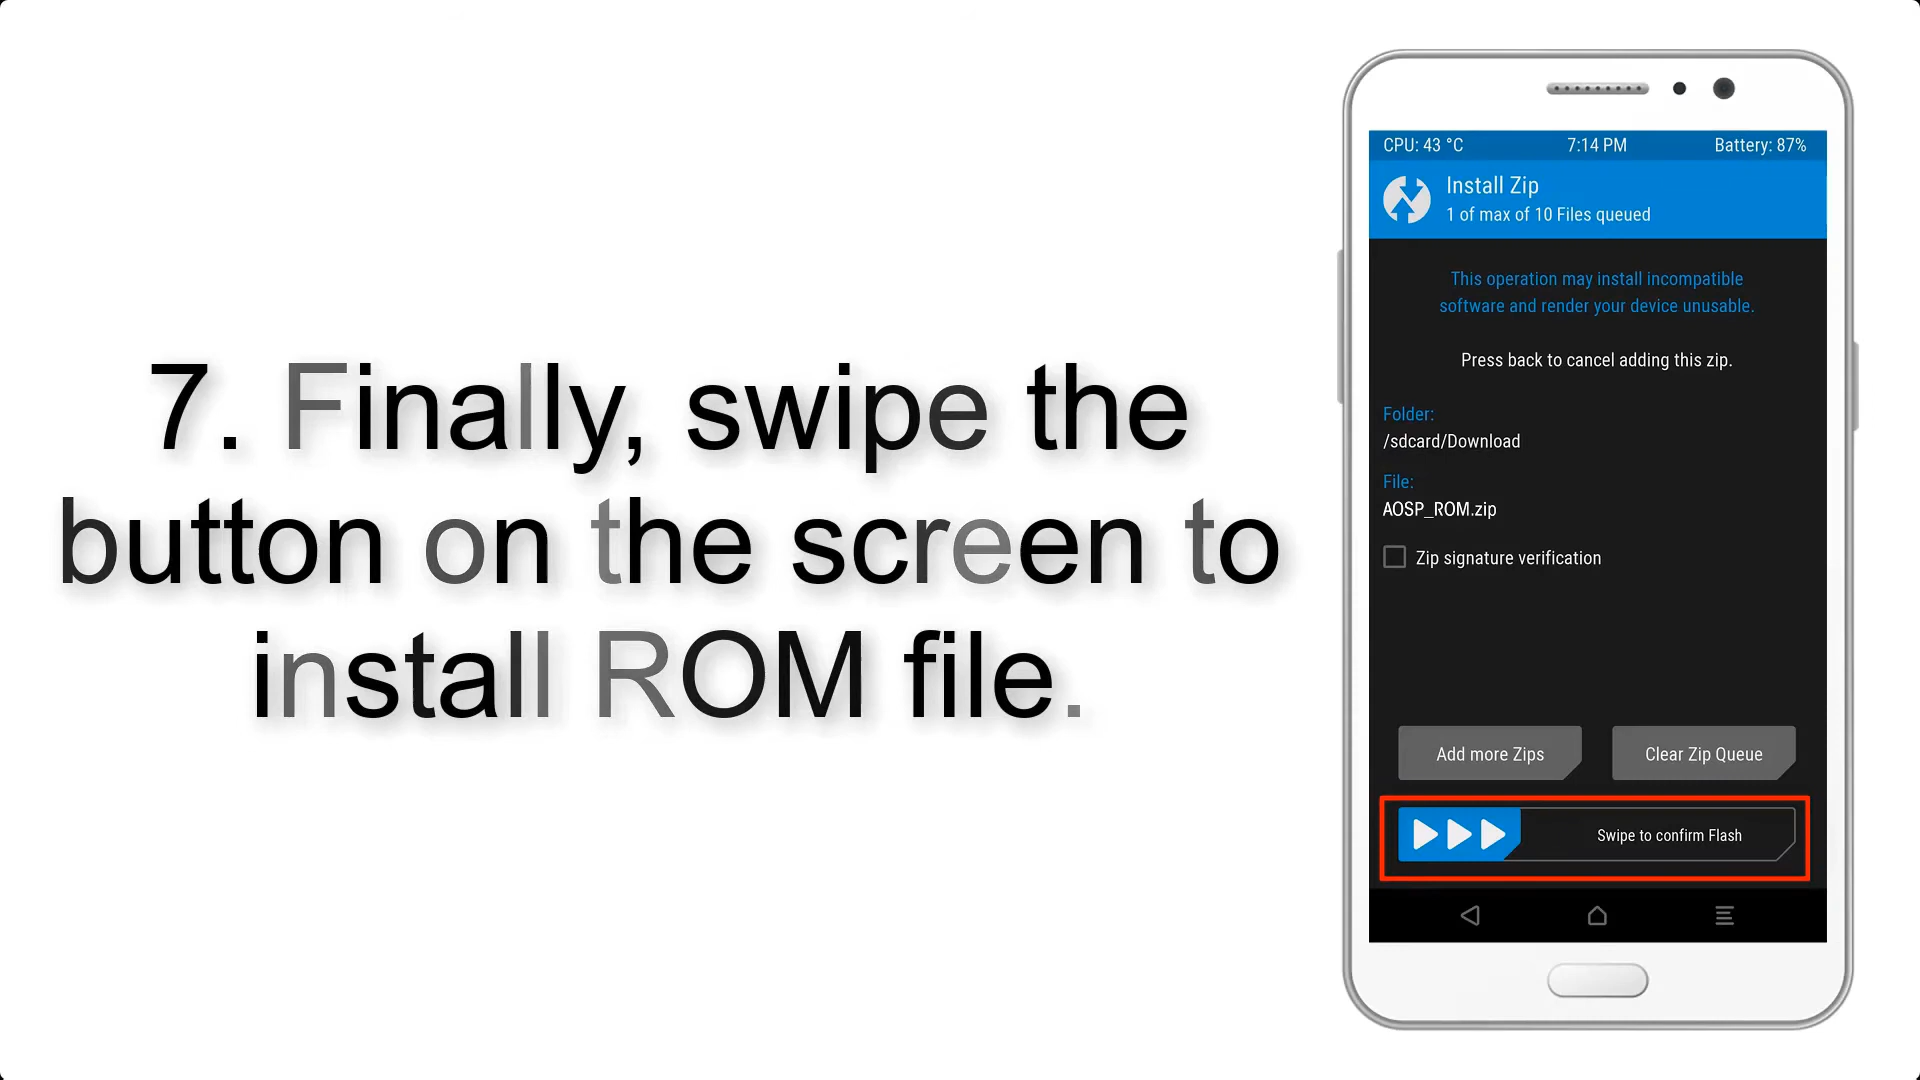 7. Finally, swipe the
button on the screen to
install ROM file.
CPU: 43 °C 7:14 PM Battery: 87%
Install Zip
1 of max of 10 Files queued
This operation may install incompatible
software and render your device unusable.
Press back to cancel adding this zip.
Folder:
/sdcard/Download
File:
AOSP_ROM.zip
Zip signature verification
Add more Zips Clear Zip Queue
Swipe to confirm Flash